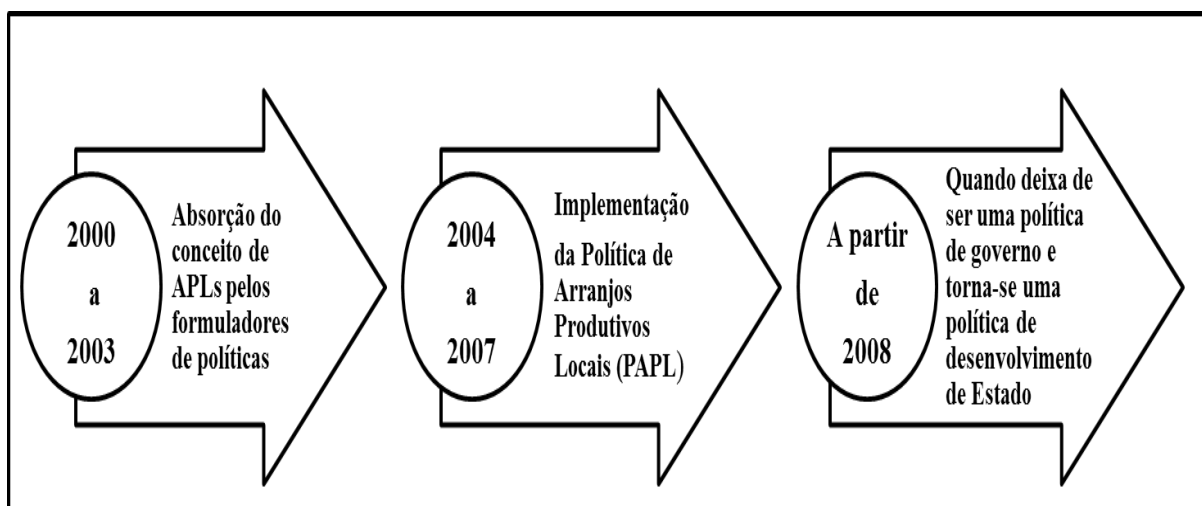 2000
a
2003
Absorção do
conceito de
APLs pelos
formuladores
de políticas
2004
a
2007
Implementação
da Política de
Arranjos
Produtivos
Locais (PAPL)
A partir
de
2008
Quando deixa de
ser uma política
de governo e
torna-se uma
política de
desenvolvimento
de Estado